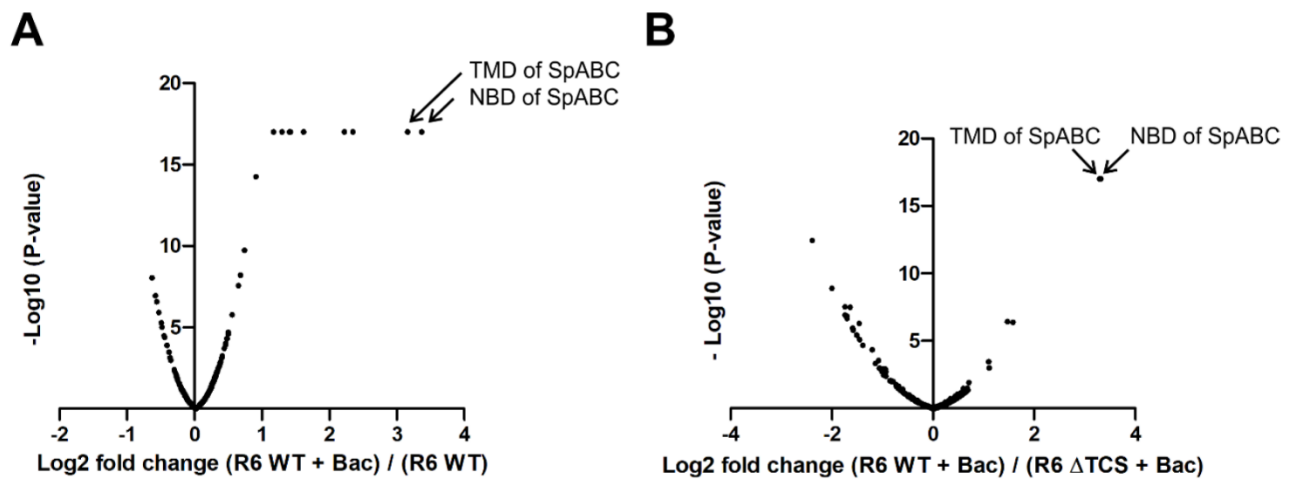 A
TMD of SpABC
NBD of SpABC
20
15
10
5
-Log10 (P-value)
-2 -1 0 1 2 3 4
Log2 fold change (R6 WT + Bac) / (R6 WT)
B
TMD of SpABC NBD of SpABC
20
15
10
5
- Log10 (P-value)
-4 -2 0 2 4
Log2 fold change (R6 WT + Bac) / (R6 ΔTCS + Bac)